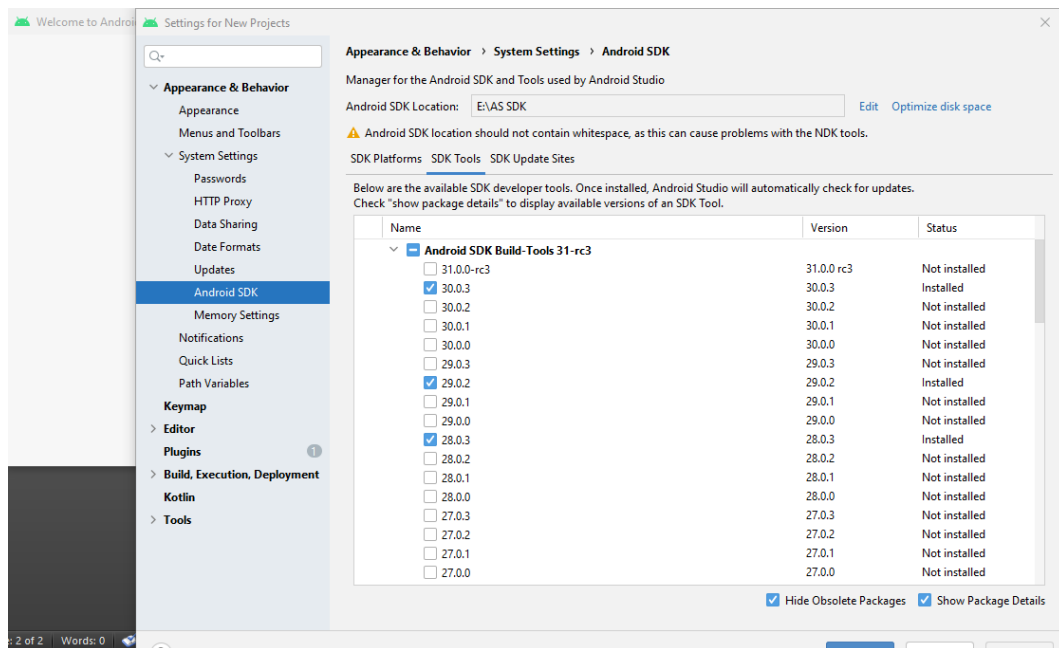 Welcome to Androi
Settings for New Projects
Appearance & Behavior
Appearance
Menus and Toolbars
System Settings
Passwords
HTTP Proxy
Data Sharing
Date Formats
Updates
Android SDK
Memory Settings
Notifications
Quick Lists
Path Variables
Keymap
Editor
Plugins 1
Build, Execution, Deployment
Kotlin
Tools
Appearance & Behavior › System Settings › Android SDK
Manager for the Android SDK and Tools used by Android Studio
Android SDK Location: E:\AS SDK Edit Optimize disk space
Android SDK location should not contain whitespace, as this can cause problems with the NDK tools.
SDK Platforms SDK Tools SDK Update Sites
Below are the available SDK developer tools. Once installed, Android Studio will automatically check for updates.
Check "show package details" to display available versions of an SDK Tool.
Name Version Status
Android SDK Build-Tools 31-rc3
31.0.0-rc3 31.0.0 rc3 Not installed
30.0.3 30.0.3 Installed
30.0.2 30.0.2 Not installed
30.0.1 30.0.1 Not installed
30.0.0 30.0.0 Not installed
29.0.3 29.0.3 Not installed
29.0.2 29.0.2 Installed
29.0.1 29.0.1 Not installed
29.0.0 29.0.0 Not installed
28.0.3 28.0.3 Installed
28.0.2 28.0.2 Not installed
28.0.1 28.0.1 Not installed
28.0.0 28.0.0 Not installed
27.0.3 27.0.3 Not installed
27.0.2 27.0.2 Not installed
27.0.1 27.0.1 Not installed
27.0.0 27.0.0 Not installed
Hide Obsolete Packages Show Package Details
: 2 of 2 Words: 0